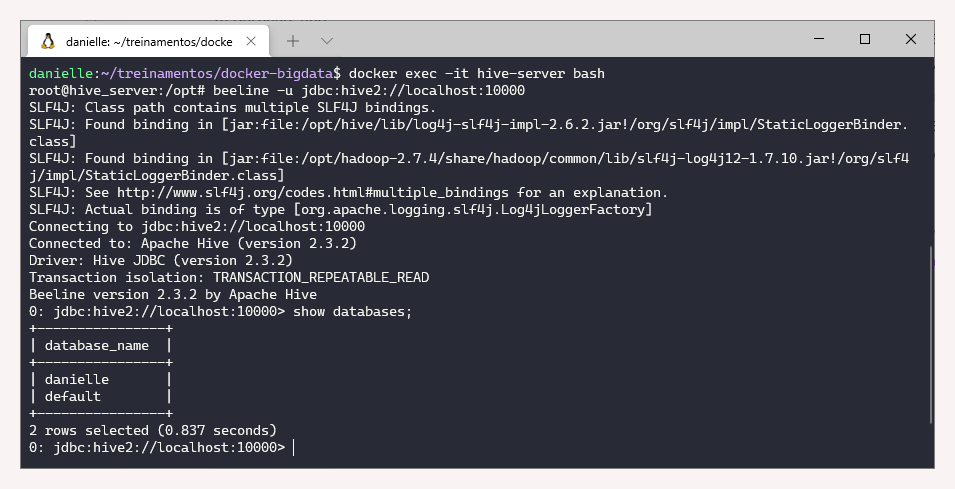 danielle: ~/treinamentos/docke
danielle:~/treinamentos/docker-bigdata$ docker exec -it hive-server bash
root@hive_server:/opt# beeline -u jdbc:hive2://localhost:10000
SLF4J: Class path contains multiple SLF4J bindings.
SLF4J: Found binding in [jar:file:/opt/hive/lib/log4j-slf4j-impl-2.6.2.jar!/org/slf4j/impl/StaticLoggerBinder.
class]
SLF4J: Found binding in [jar:file:/opt/hadoop-2.7.4/share/hadoop/common/lib/slf4j-log4j12-1.7.10.jar!/org/slf4
j/impl/StaticLoggerBinder.class]
SLF4J: See http://www.slf4j.org/codes.html#multiple_bindings for an explanation.
SLF4J: Actual binding is of type [org.apache.logging.slf4j.Log4jLoggerFactory]
Connecting to jdbc:hive2://localhost:10000
Connected to: Apache Hive (version 2.3.2)
Driver: Hive JDBC (version 2.3.2)
Transaction isolation: TRANSACTION_REPEATABLE_READ
Beeline version 2.3.2 by Apache Hive
0: jdbc:hive2://localhost:10000> show databases;
+----------------+
| database_name  |
+----------------+
| danielle       |
| default        |
+----------------+
2 rows selected (0.837 seconds)
0: jdbc:hive2://localhost:10000>